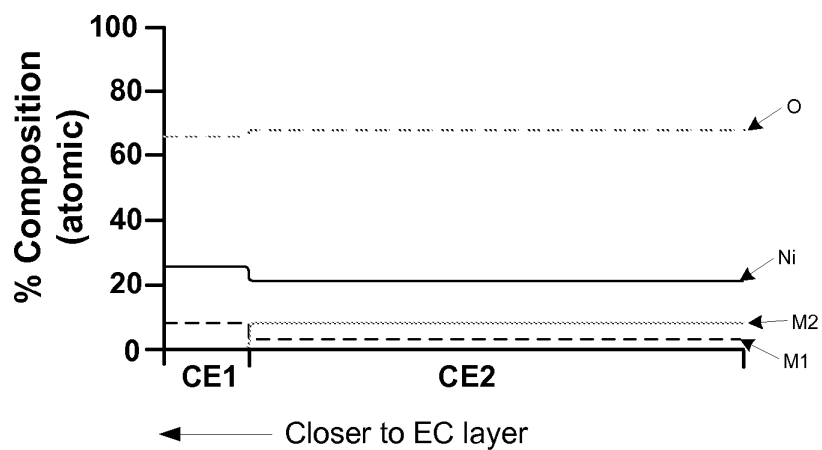 % Composition
(atomic)
100
80
60
40
20
0
O
Ni
M2
M1
CE1
CE2
Closer to EC layer